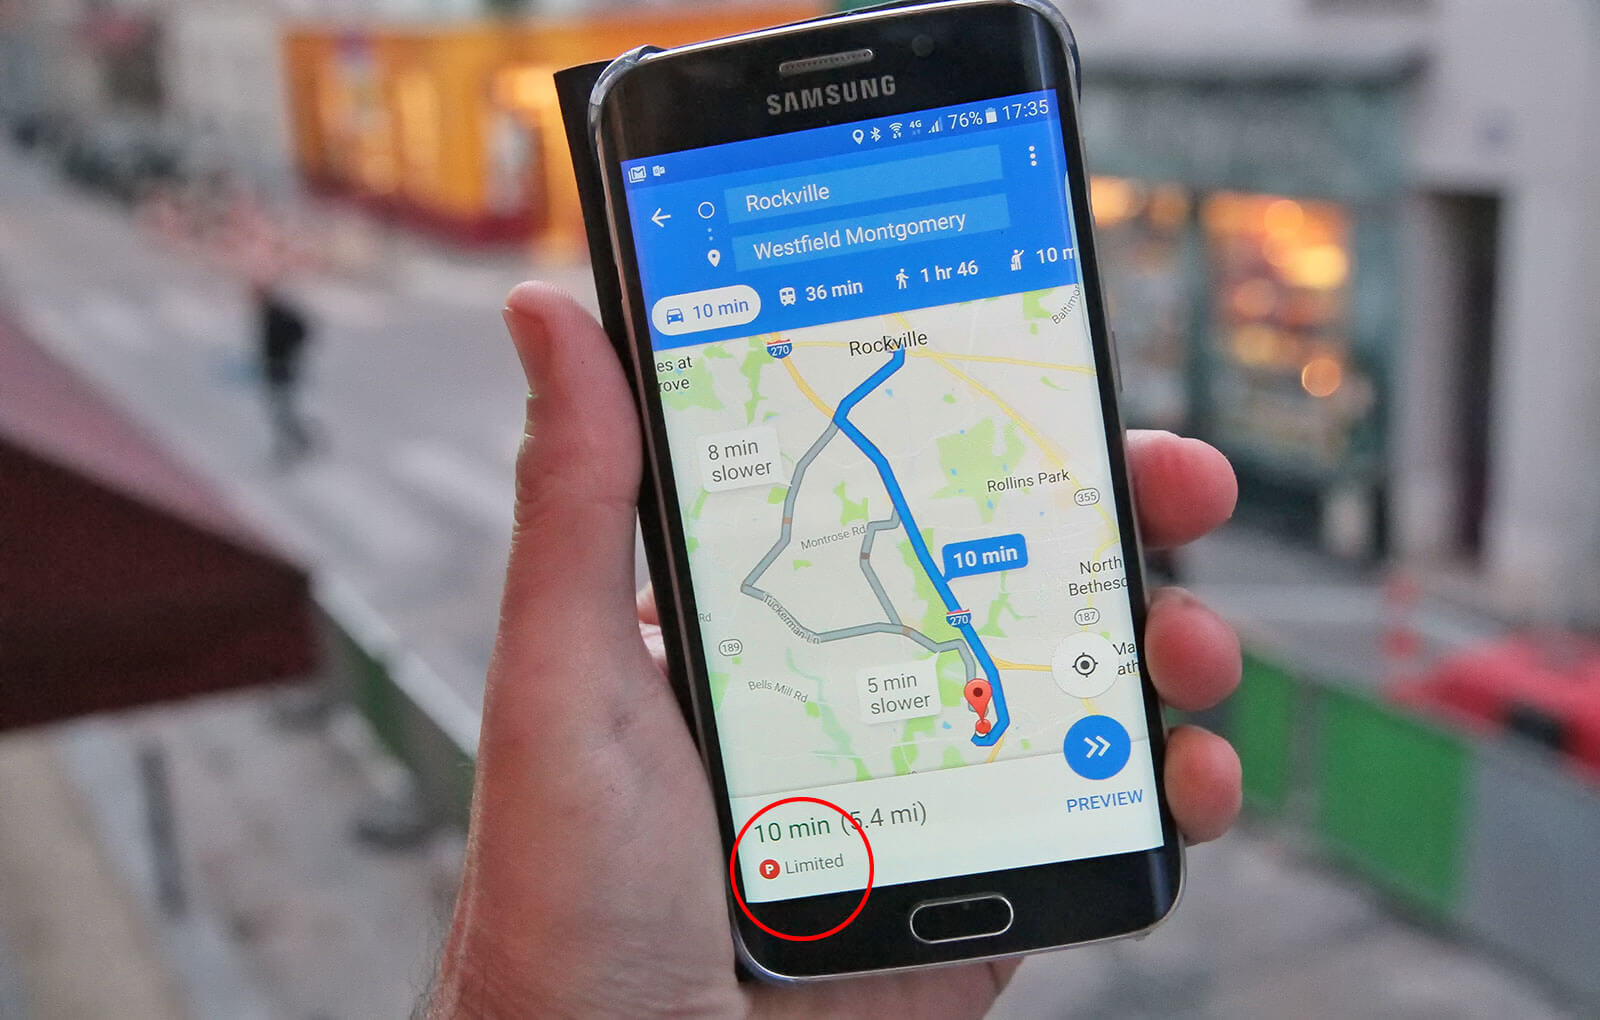 SAMSUNG
4G 76% 17:35
Rockville
Westfield Montgomery
10 min 36 min 1 hr 46 10 m
Baltimor
270
Rockville
es at
rove
8 min
slower
Rollins Park
355
Montrose Rd
10 min
North
Bethesd
Tuckerman Ln
Rd
270
187
189
Ma
ath
Bells Mill Rd
5 min
slower
PREVIEW
10 min (5.4 mi)
P Limited